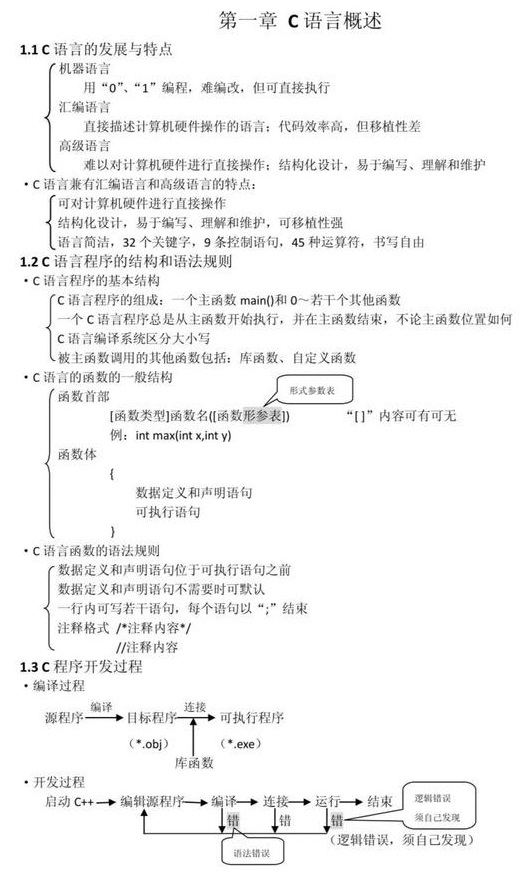 第一章 C 语言概述
1.1 C 语言的发展与特点
机器语言
用“0”、“1”编程，难编改，但可直接执行
汇编语言
直接描述计算机硬件操作的语言；代码效率高，但移植性差
高级语言
难以对计算机硬件进行直接操作；结构化设计，易于编写、理解和维护
·C 语言兼有汇编语言和高级语言的特点：
可对计算机硬件进行直接操作
结构化设计，易于编写、理解和维护，可移植性强
语言简洁，32 个关键字，9 条控制语句，45 种运算符，书写自由
1.2 C 语言程序的结构和语法规则
·C 语言程序的基本结构
C 语言程序的组成：一个主函数 main()和 0～若干个其他函数
一个 C 语言程序总是从主函数开始执行，并在主函数结束，不论主函数位置如何
C 语言编译系统区分大小写
被主函数调用的其他函数包括：库函数、自定义函数
·C 语言的函数的一般结构
形式参数表
函数首部
[函数类型]函数名([函数形参表]) “[ ]”内容可有可无
例：int max(int x,int y)
函数体
{
数据定义和声明语句
可执行语句
}
·C 语言函数的语法规则
数据定义和声明语句位于可执行语句之前
数据定义和声明语句不需要时可默认
一行内可写若干语句，每个语句以“;”结束
注释格式 /*注释内容*/
//注释内容
1.3 C 程序开发过程
·编译过程
编译 连接
源程序 目标程序 可执行程序
（*.obj） （*.exe）
库函数
·开发过程
启动 C++ 编辑源程序 编译 连接 运行 结束
逻辑错误
须自己发现
错 错 错
（逻辑错误，须自己发现）
语法错误